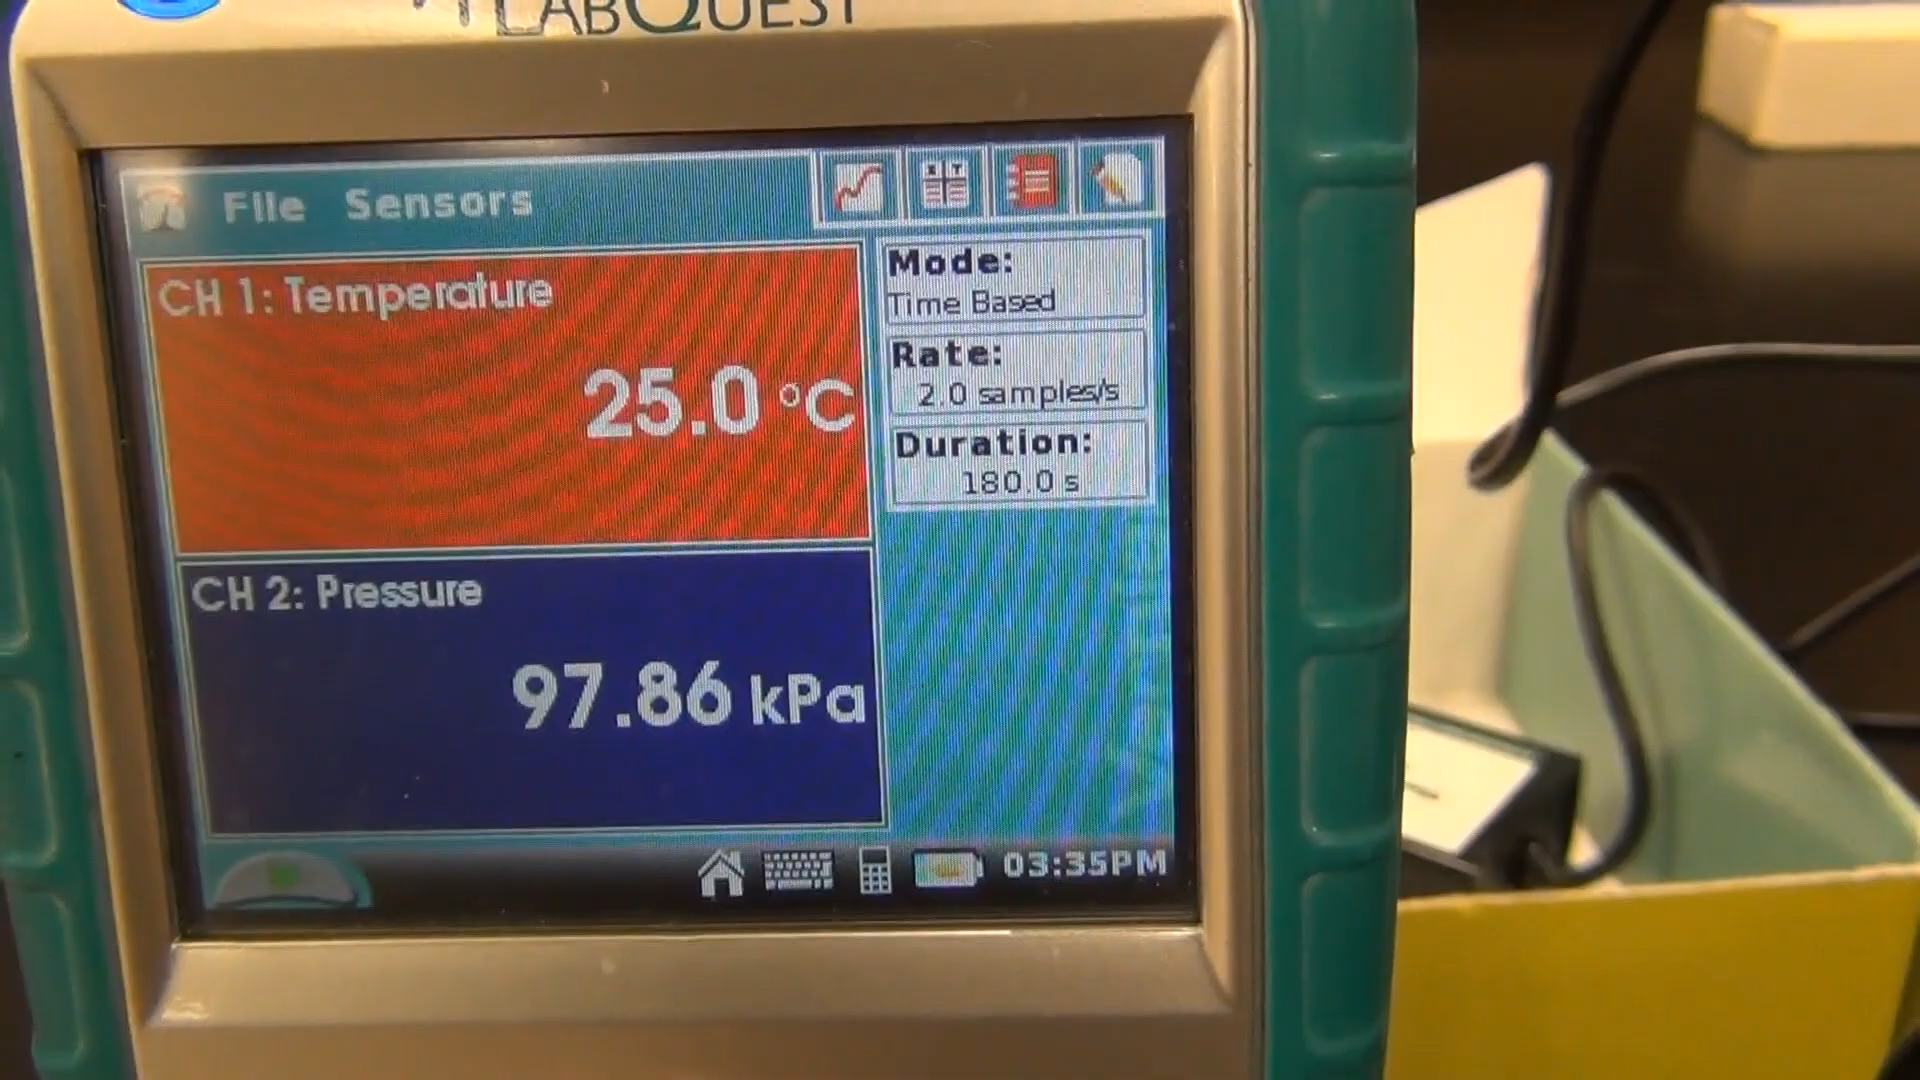 LABQUEST
File Sensors
CH 1: Temperature
25.0 °C
CH 2: Pressure
97.86 kPa
Mode:
Time Based
Rate:
2.0 samples/s
Duration:
180.0 s
03:35PM